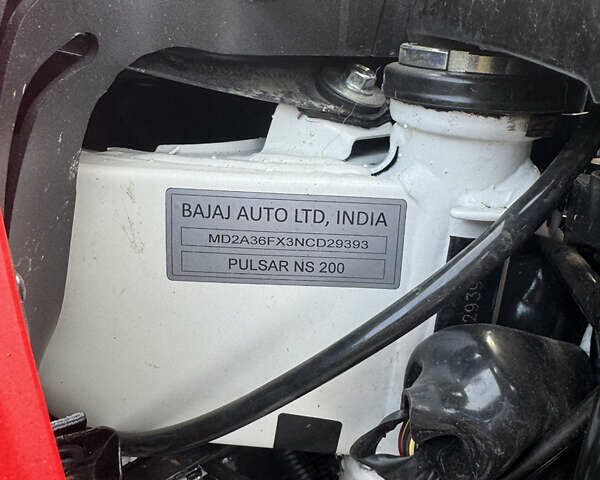 BAJAJ AUTO LTD, INDIA
MD2A36FX3NCD29393
PULSAR NS 200